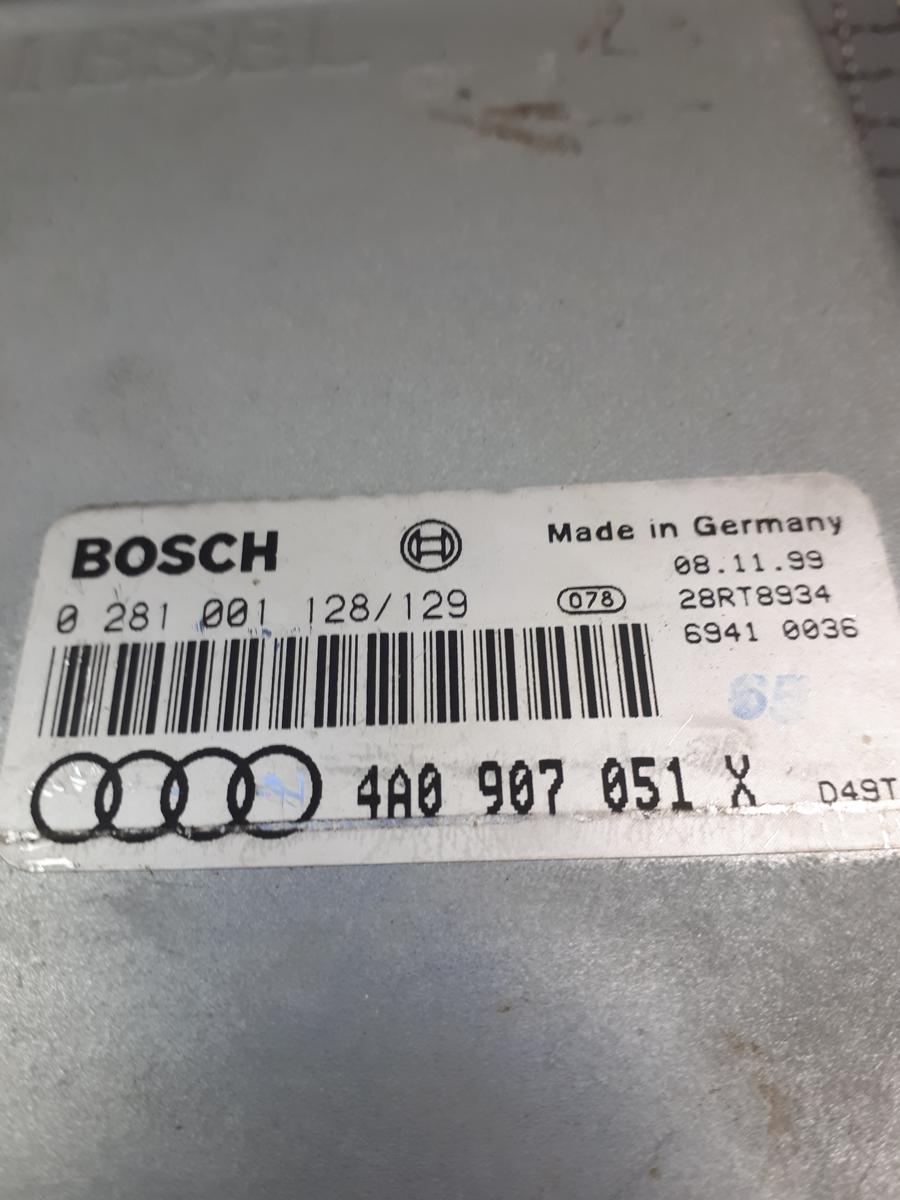 BOSCH
Made in Germany
08.11.99
0 281 001 128/129
078
28RT8934
6941 0036
65
4A0 907 051 X
D49T